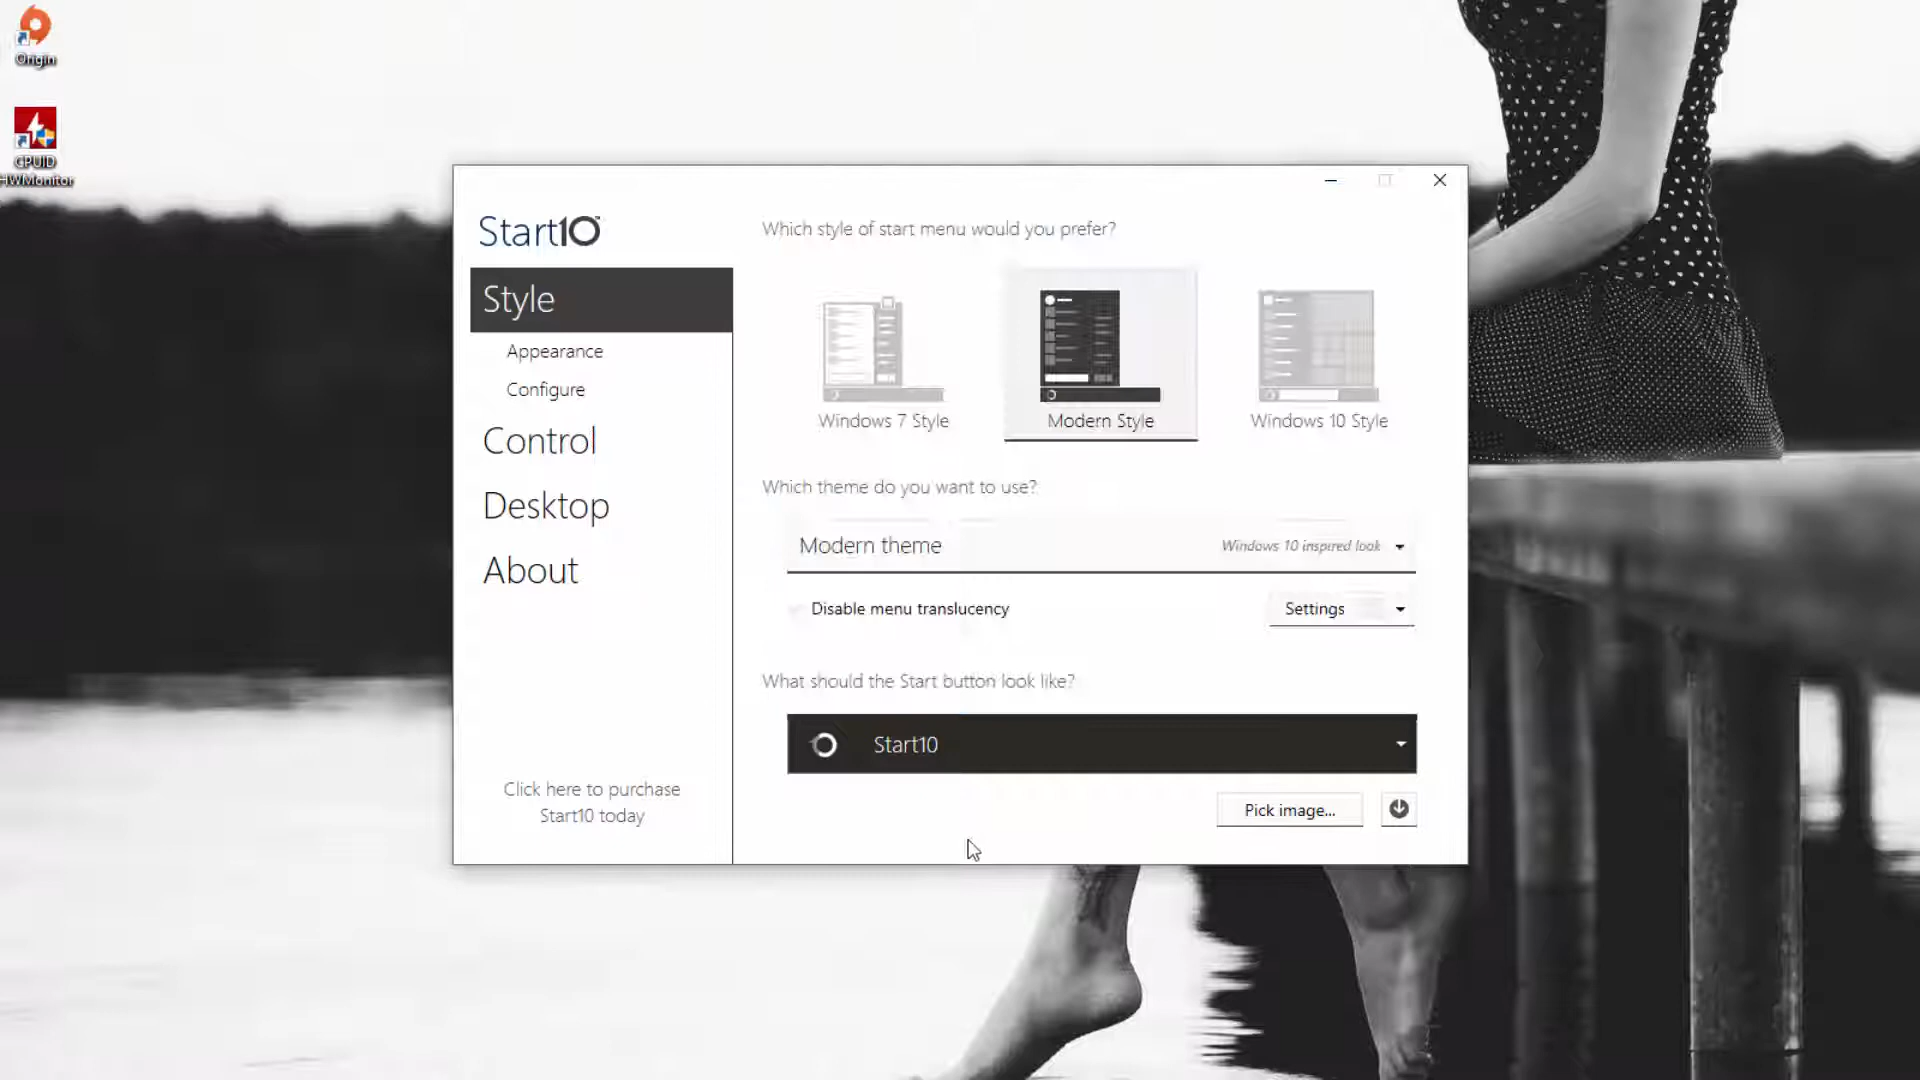 Origin
CPUID
HWMonitor
Start10
Which style of start menu would you prefer?
Style
Appearance
Configure
Control
Desktop
About
Windows 7 Style
Modern Style
Windows 10 Style
Which theme do you want to use?
Modern theme
Windows 10 inspired look
Disable menu translucency
Settings
What should the Start button look like?
Start10
Click here to purchase
Start10 today
Pick image...